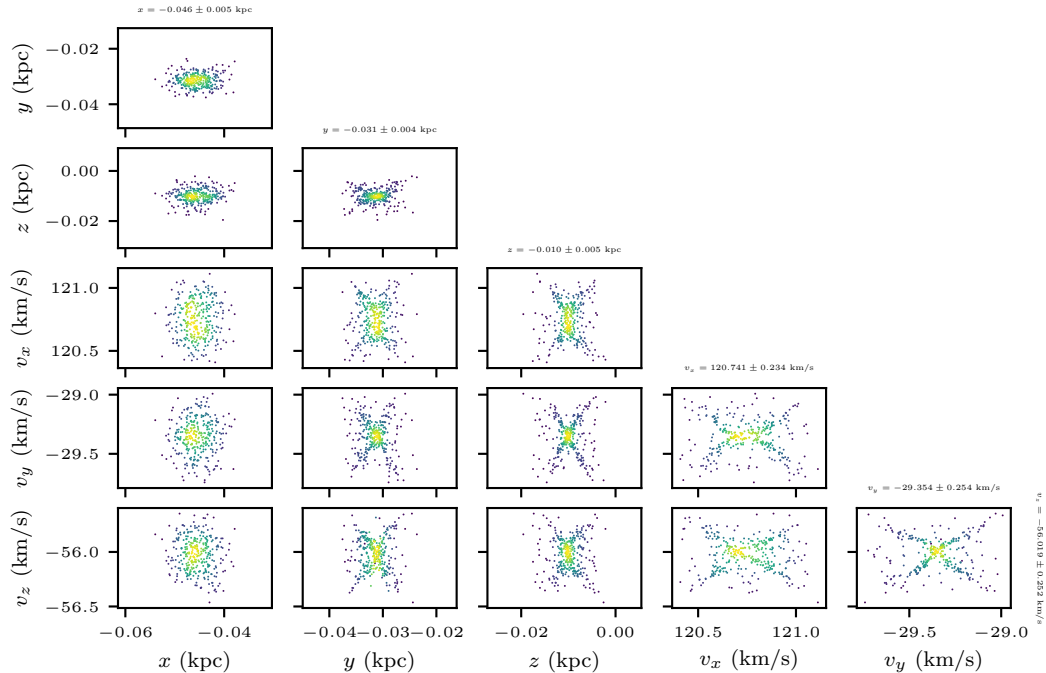 x = −0.046 ± 0.005 kpc
y (kpc)
−0.02
−0.04
y = −0.031 ± 0.004 kpc
z (kpc)
0.00
−0.02
z = −0.010 ± 0.005 kpc
v_x (km/s)
121.0
120.5
v_x = 120.741 ± 0.234 km/s
v_y (km/s)
−29.0
−29.5
v_y = −29.354 ± 0.254 km/s
v_z = −56.019 ± 0.252 km/s
v_z (km/s)
−56.0
−56.5
−0.06 −0.04 −0.04 −0.03 −0.02 −0.02 0.00 120.5 121.0 −29.5 −29.0
x (kpc) y (kpc) z (kpc) v_x (km/s) v_y (km/s)